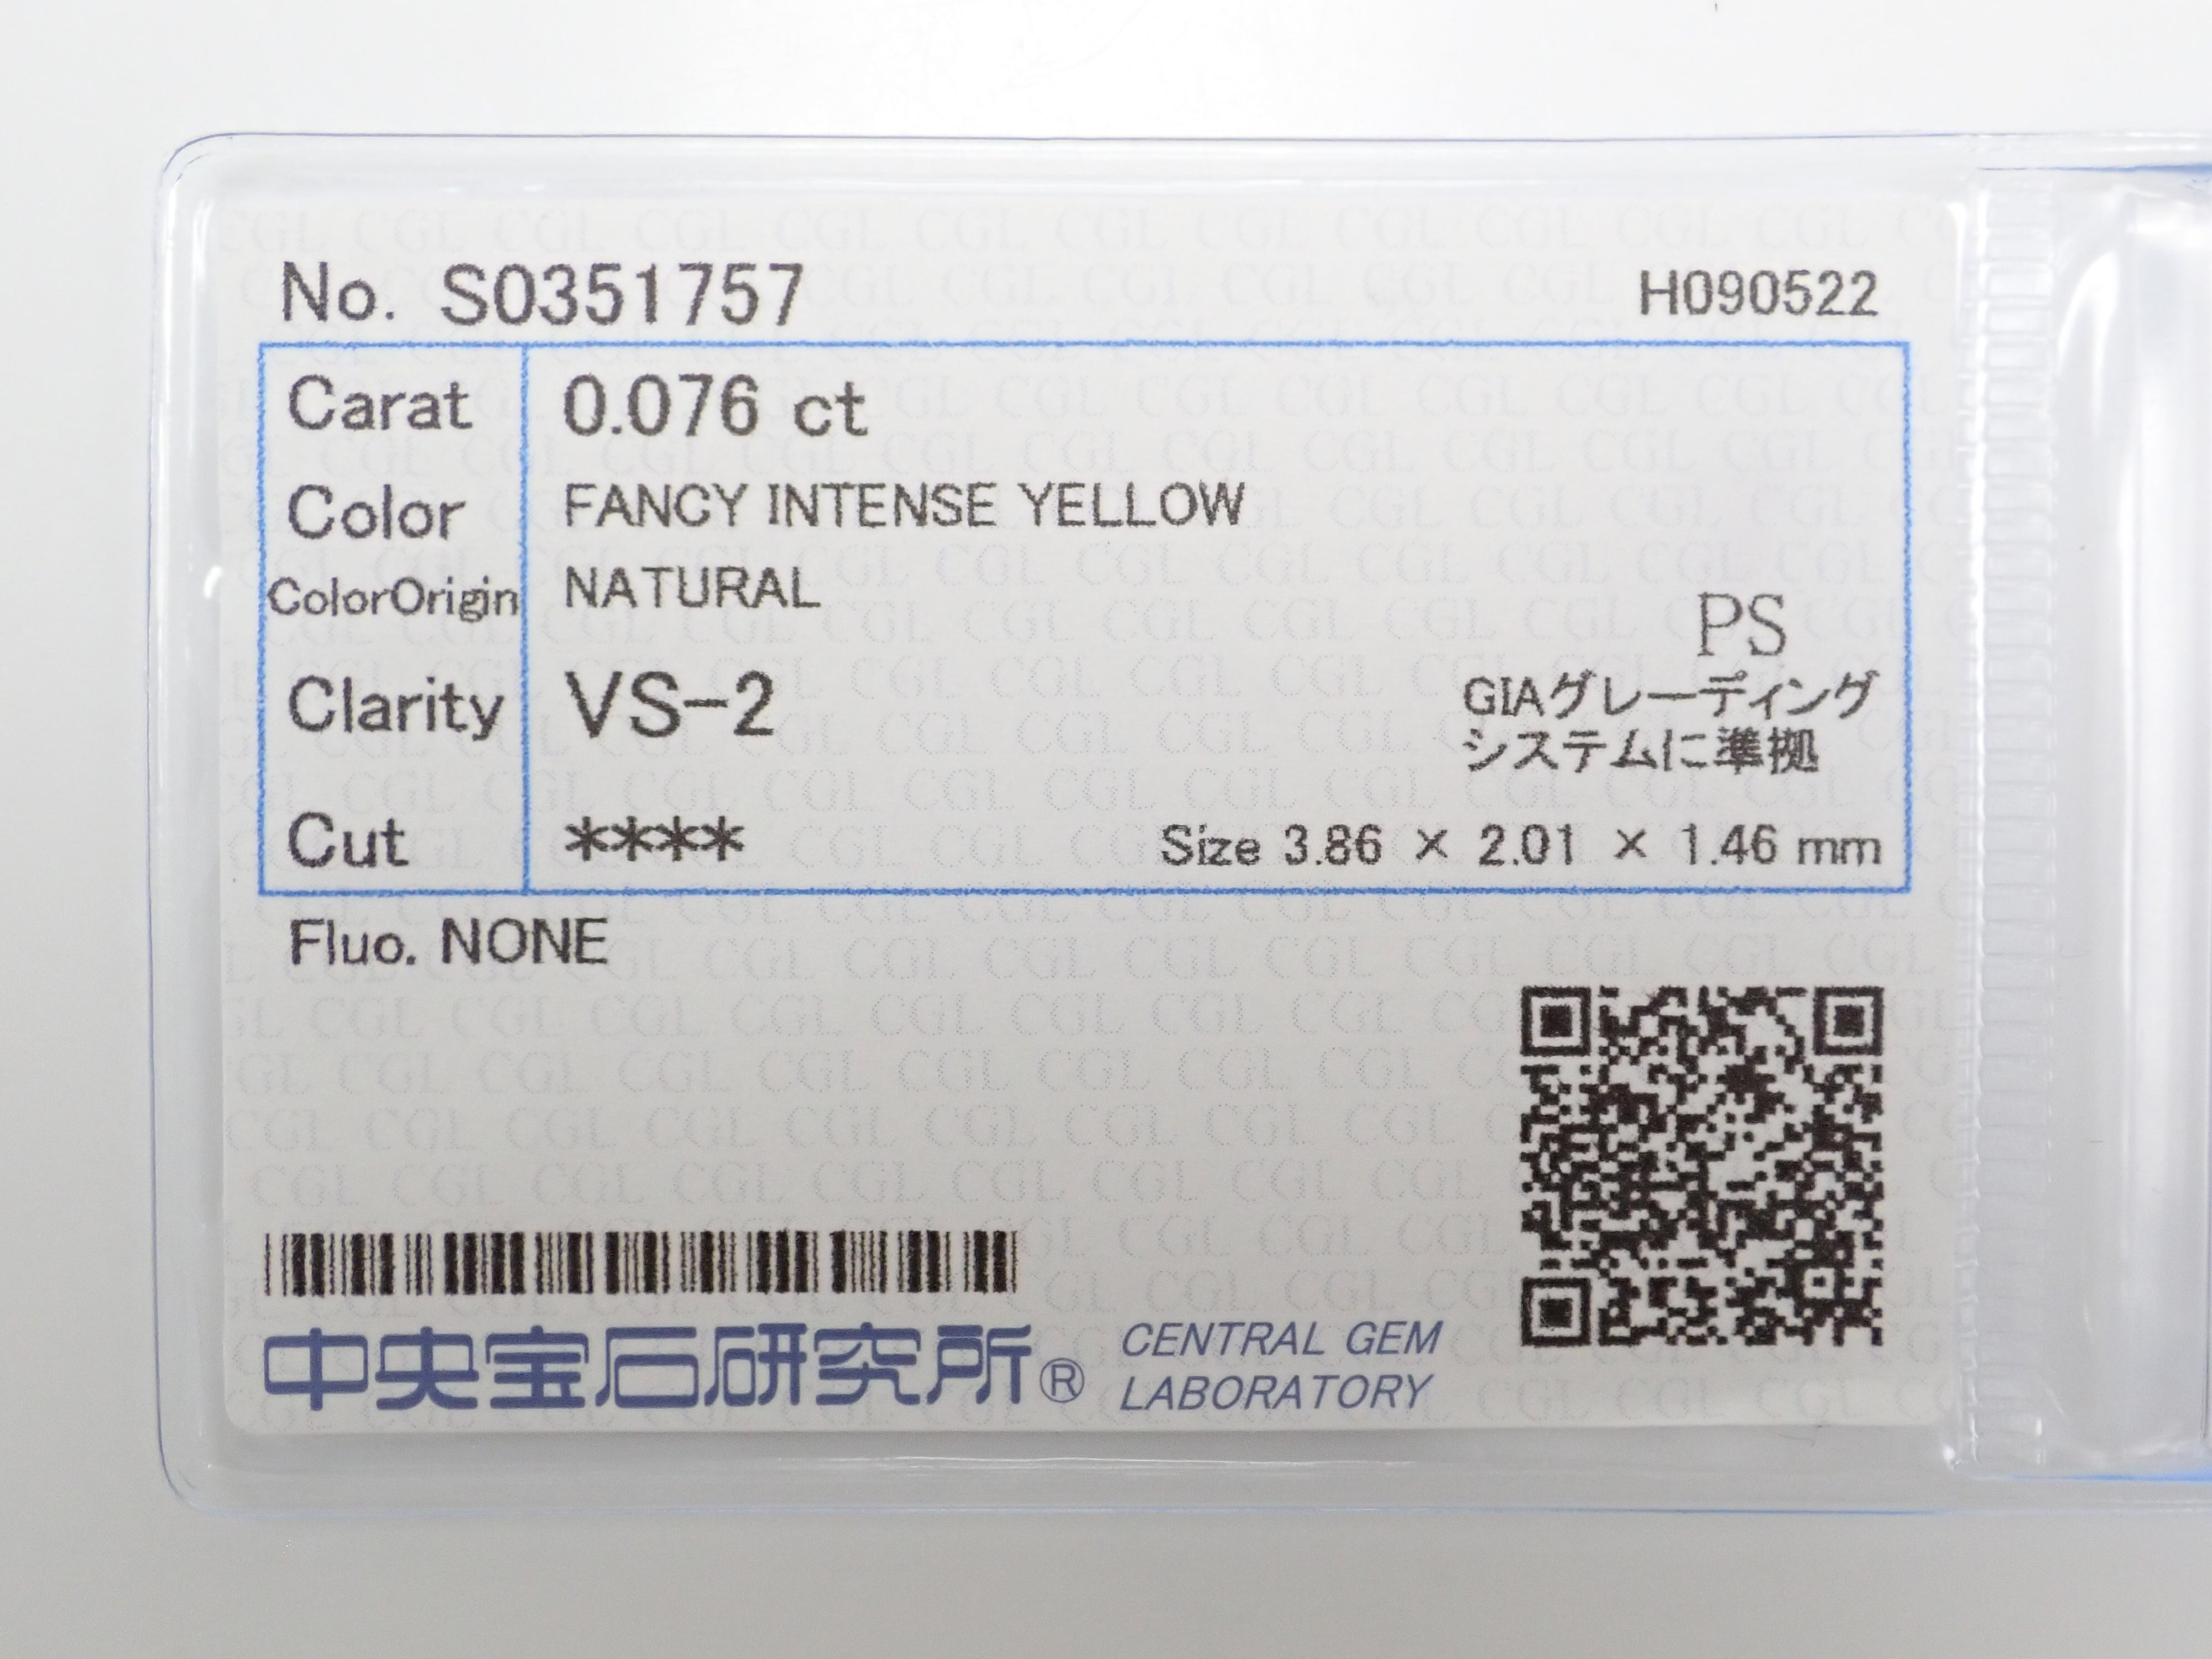 No. S0351757 H090522
Carat 0.076 ct
Color FANCY INTENSE YELLOW
ColorOrigin NATURAL
PS
Clarity VS-2
GIAグレーディング
システムに準拠
Cut **** Size 3.86 × 2.01 × 1.46 mm
Fluo. NONE
中央宝石研究所® CENTRAL GEM
LABORATORY